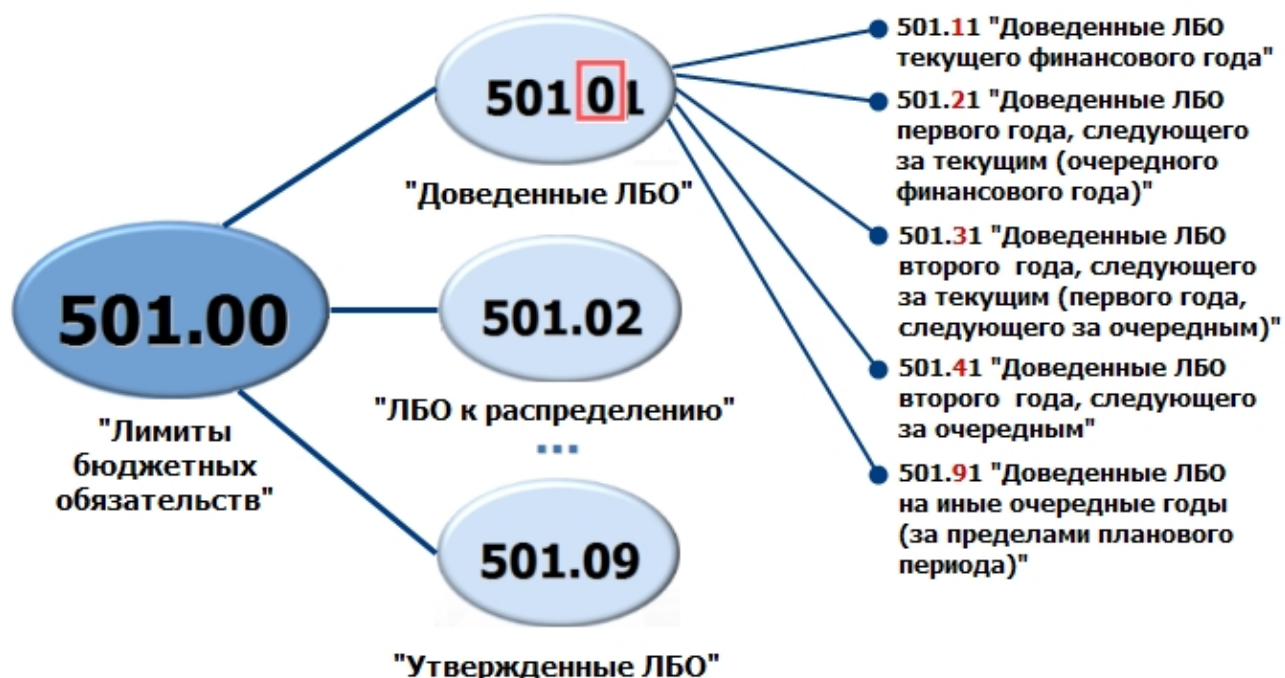 501.00
"Лимиты
бюджетных
обязательств"
501.01
"Доведенные ЛБО"
501.02
"ЛБО к распределению"
...
501.09
"Утвержденные ЛБО"
501.11 "Доведенные ЛБО
текущего финансового года"
501.21 "Доведенные ЛБО
первого года, следующего
за текущим (очередного
финансового года)"
501.31 "Доведенные ЛБО
второго  года, следующего
за текущим (первого года,
следующего за очередным)"
501.41 "Доведенные ЛБО
второго  года, следующего
за очередным"
501.91 "Доведенные ЛБО
на иные очередные годы
(за пределами планового
периода)"